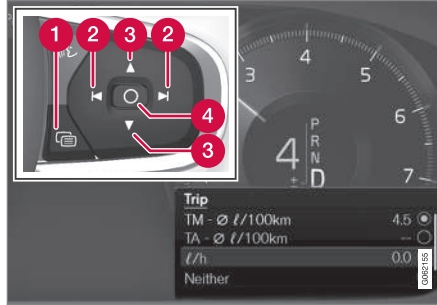 1
2
3
2
4
3
3
4
5
6
7
4
P
R
N
± D
Trip
TM - Ø ℓ/100km 4.5
TA - Ø ℓ/100km --
ℓ/h 0.0
Neither
G062155